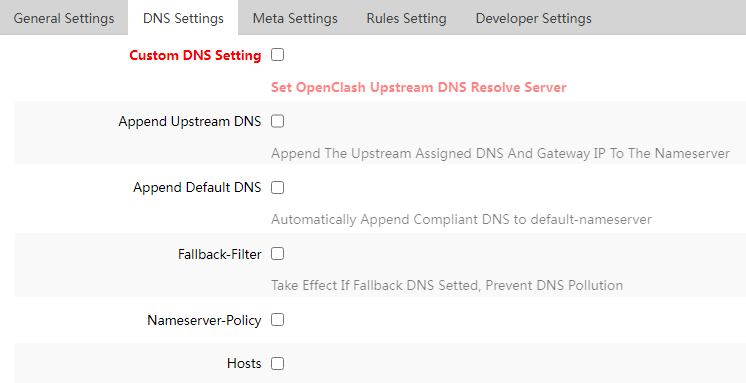 General Settings DNS Settings Meta Settings Rules Setting Developer Settings
Custom DNS Setting
Set OpenClash Upstream DNS Resolve Server
Append Upstream DNS
Append The Upstream Assigned DNS And Gateway IP To The Nameserver
Append Default DNS
Automatically Append Compliant DNS to default-nameserver
Fallback-Filter
Take Effect If Fallback DNS Setted, Prevent DNS Pollution
Nameserver-Policy
Hosts